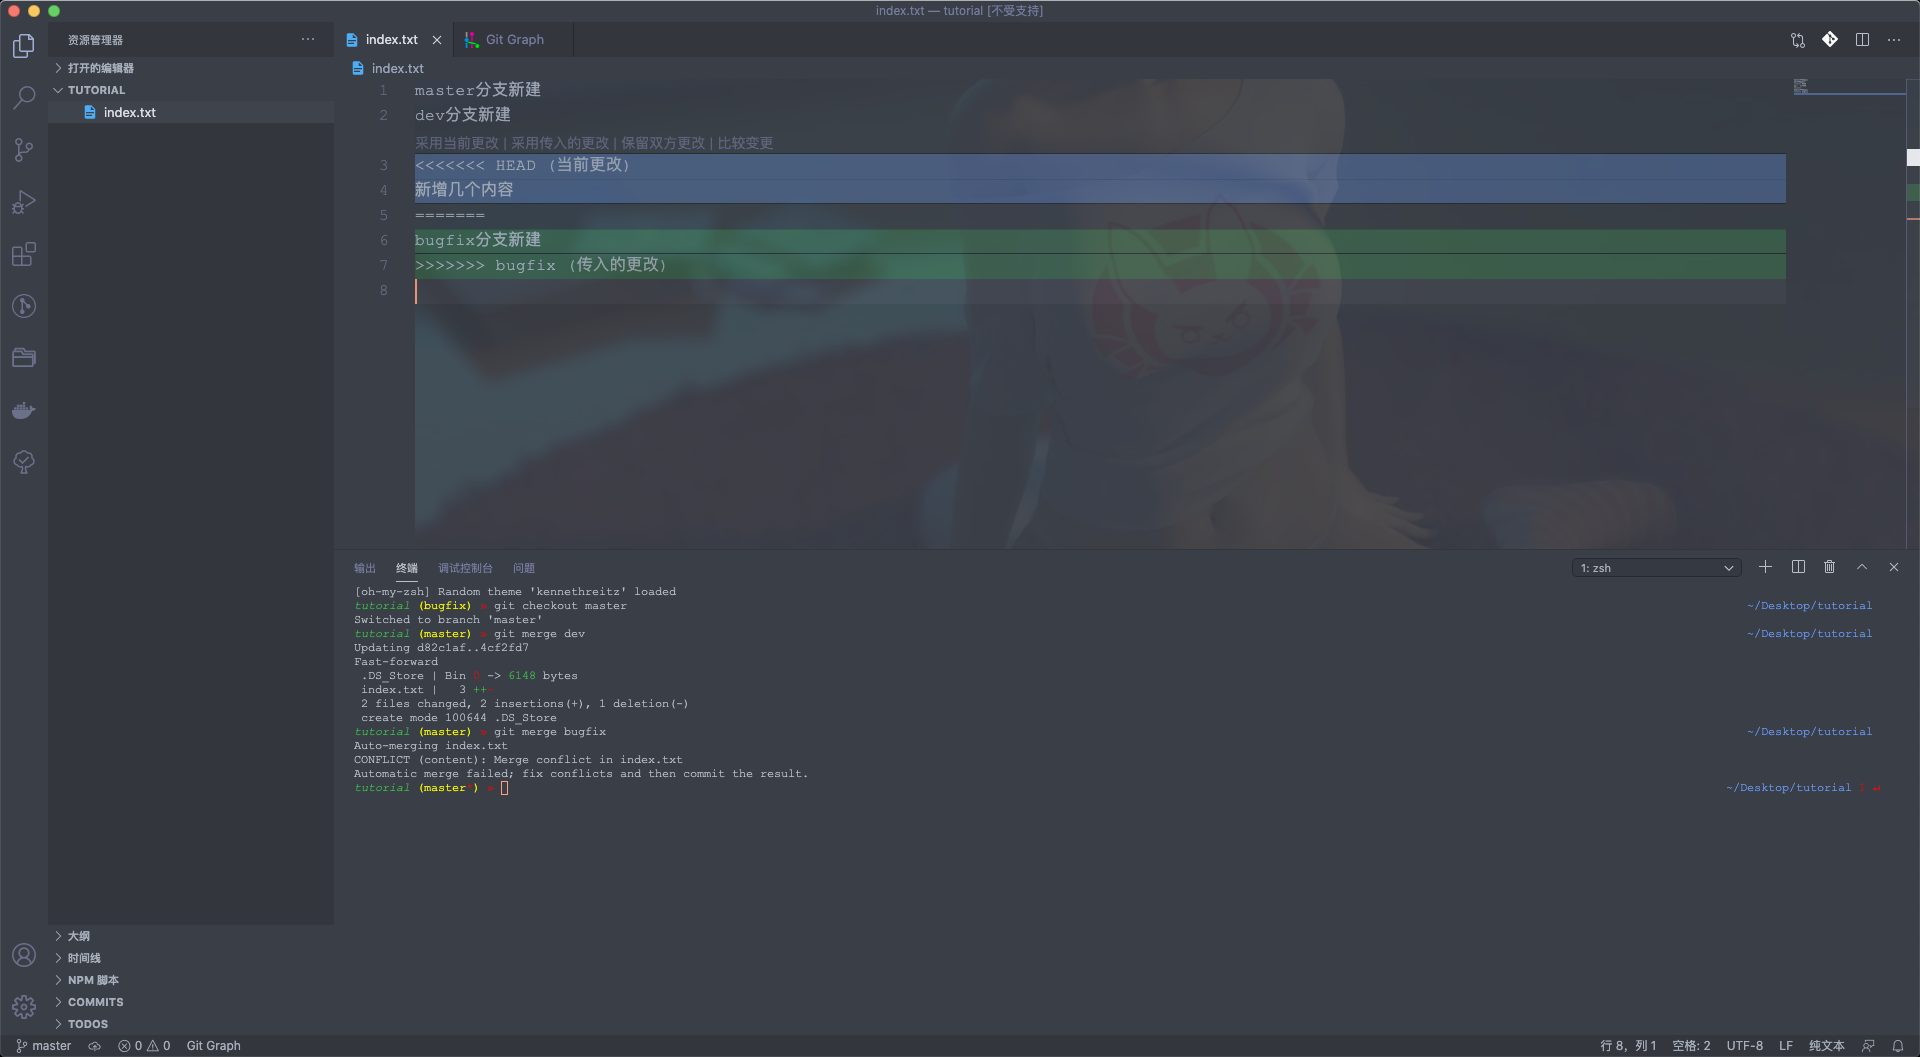 index.txt — tutorial [不受支持]
资源管理器
打开的编辑器
TUTORIAL
index.txt
index.txt
Git Graph
index.txt
1 master分支新建
2 dev分支新建
采用当前更改 | 采用传入的更改 | 保留双方更改 | 比较变更
3 <<<<<<< HEAD (当前更改)
4 新增几个内容
5 =======
6 bugfix分支新建
7 >>>>>>> bugfix (传入的更改)
8
输出 终端 调试控制台 问题
1: zsh
[oh-my-zsh] Random theme 'kennethreitz' loaded
tutorial (bugfix) » git checkout master ~/Desktop/tutorial
Switched to branch 'master'
tutorial (master) » git merge dev ~/Desktop/tutorial
Updating d82c1af..4cf2fd7
Fast-forward
.DS_Store | Bin 0 -> 6148 bytes
index.txt | 3 ++-
2 files changed, 2 insertions(+), 1 deletion(-)
create mode 100644 .DS_Store
tutorial (master) » git merge bugfix ~/Desktop/tutorial
Auto-merging index.txt
CONFLICT (content): Merge conflict in index.txt
Automatic merge failed; fix conflicts and then commit the result.
tutorial (master*) » ~/Desktop/tutorial 1 ↵
大纲
时间线
NPM 脚本
COMMITS
TODOS
master 0 0 Git Graph
行 8，列 1 空格: 2 UTF-8 LF 纯文本